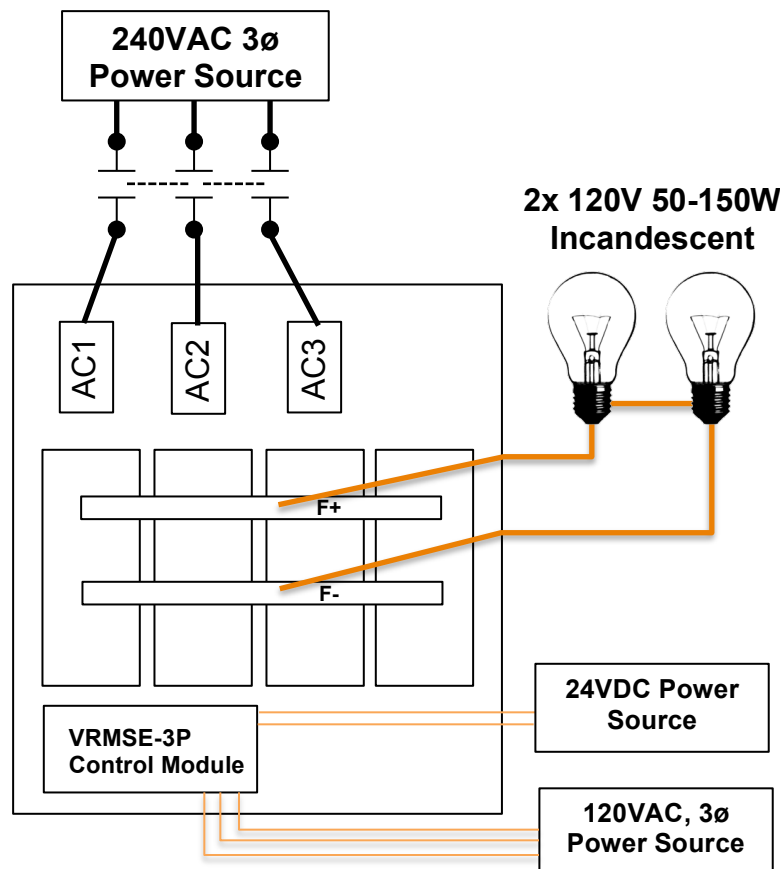 240VAC 3ø
Power Source
2x 120V 50-150W
Incandescent
AC1
AC2
AC3
F+
F-
VRMSE-3P
Control Module
24VDC Power
Source
120VAC, 3ø
Power Source